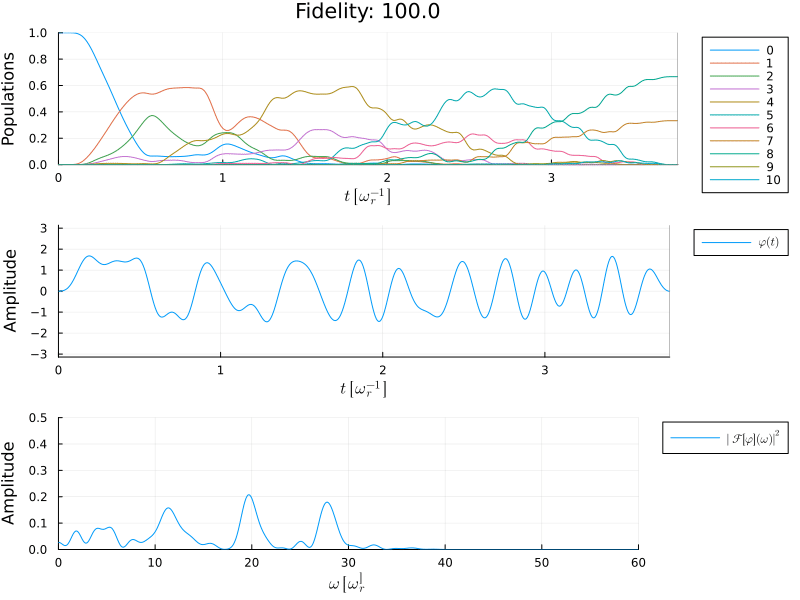 Fidelity: 100.0
Populations
1.0
0.8
0.6
0.4
0.2
0.0
0 1 2 3
t [ω_r^{-1}]
0
1
2
3
4
5
6
7
8
9
10
Amplitude
3
2
1
0
−1
−2
−3
0 1 2 3
t [ω_r^{-1}]
φ(t)
Amplitude
0.5
0.4
0.3
0.2
0.1
0.0
0 10 20 30 40 50 60
ω [ω_r]
| ℱ[φ](ω)|²